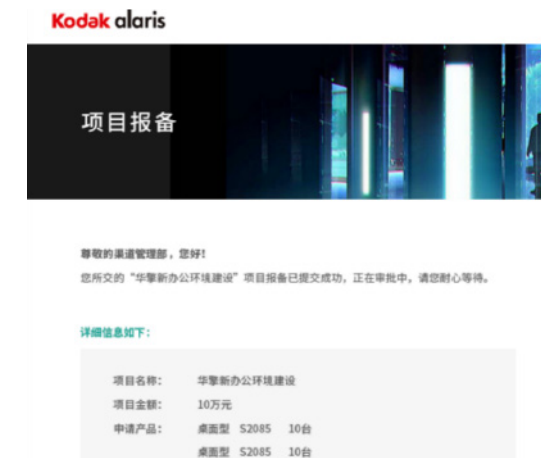 Kodak alaris
项目报备
尊敬的渠道管理部，您好！
您所交的“华擎新办公环境建设”项目报备已提交成功，正在审批中，请您耐心等待。
详细信息如下：
项目名称： 华擎新办公环境建设
项目金额： 10万元
申请产品： 桌面型 S2085 10台
桌面型 S2085 10台